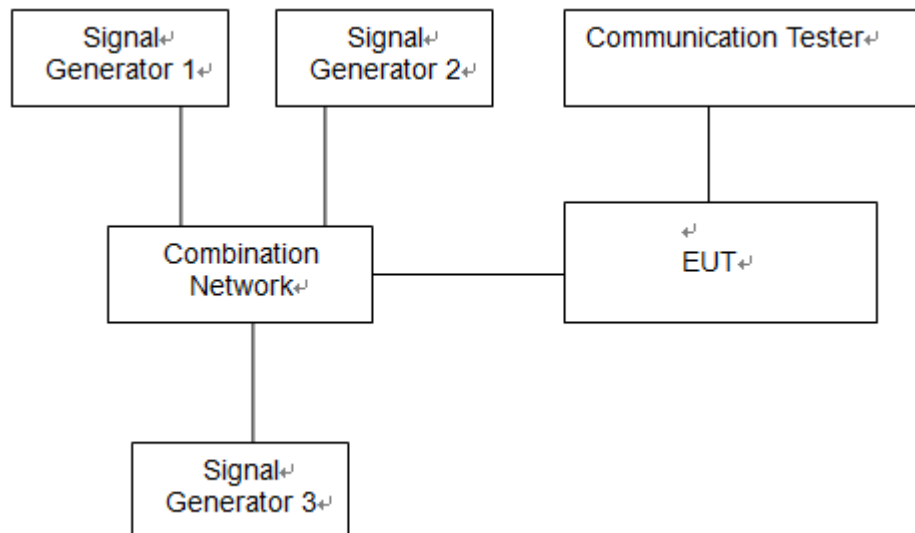 Signal
Generator 1
Signal
Generator 2
Communication Tester
Combination
Network
EUT
Signal
Generator 3